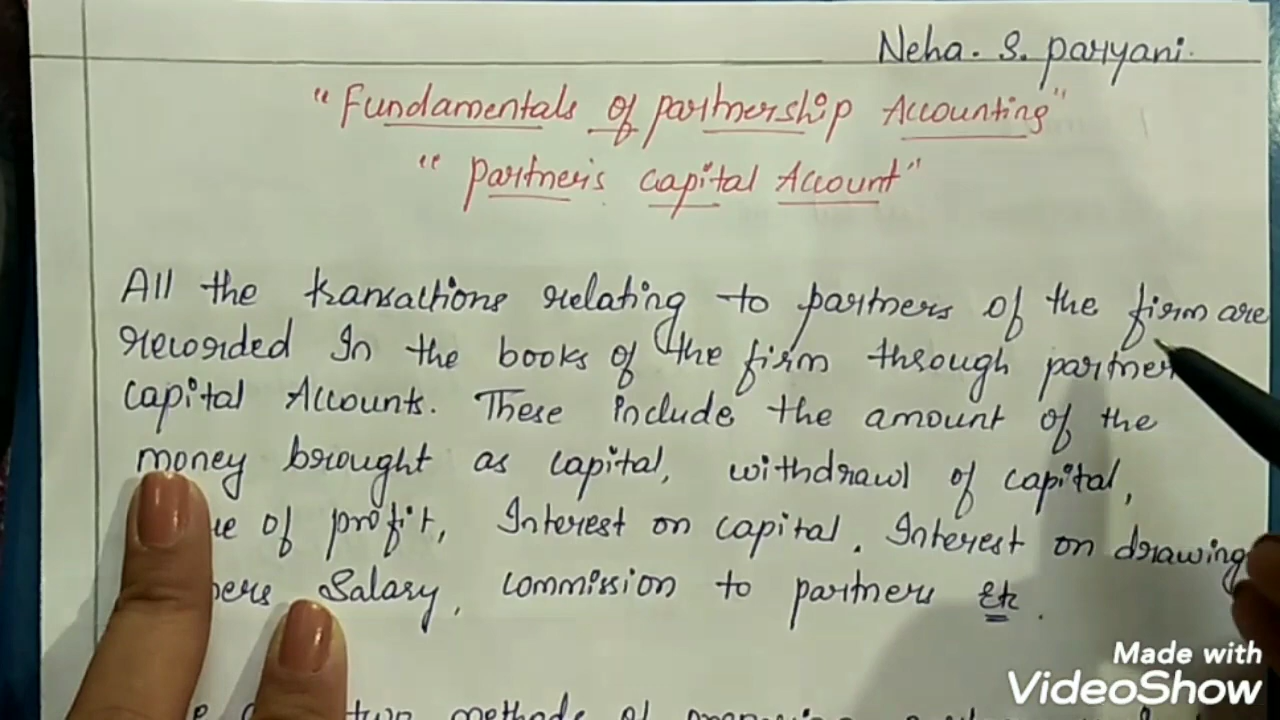 Neha. S. Paryani.
"Fundamentals of partnership Accounting"
"Partner's Capital Account"
All the transactions relating to partners of the firm are
recorded In the books of the firm through partner
Capital Accounts. These include the amount of the
money brought as capital, withdrawl of capital,
of profit, Interest on capital. Interest on drawing
Salary, commission to partners Etc.
two methods of
Made with
VideoShow